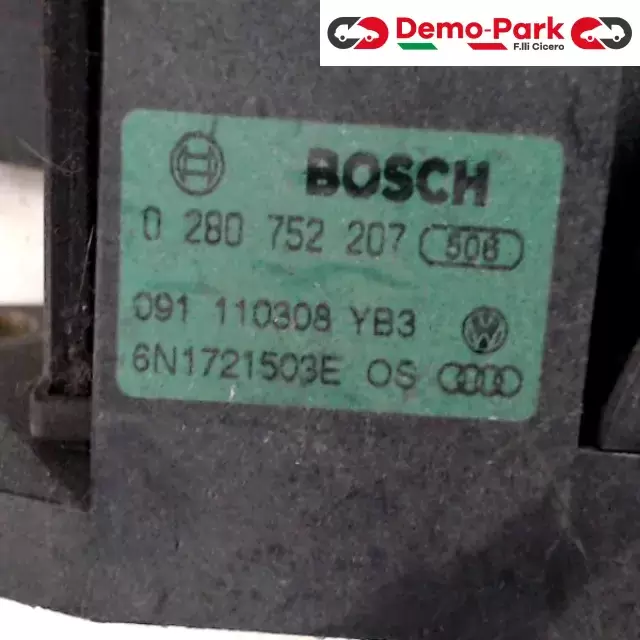 Demo-Park
F.lli Cicero
BOSCH
0 280 752 207 508
091 110308 YB3
6N1721503E OS